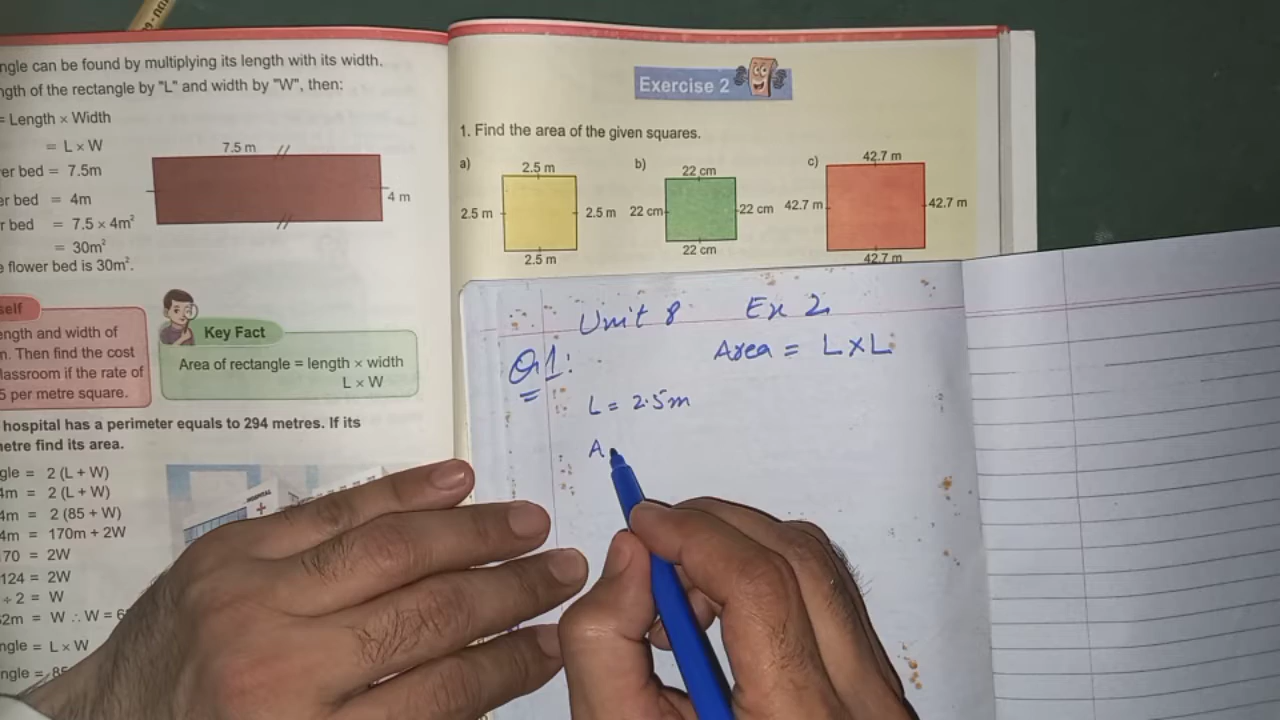 ngle can be found by multiplying its length with its width.
ngth of the rectangle by "L" and width by "W", then:
= Length × Width
= L × W
er bed = 7.5m
er bed = 4m
r bed = 7.5 × 4m²
= 30m²
e flower bed is 30m².
7.5 m
4 m
self
ength and width of
m. Then find the cost
lassroom if the rate of
5 per metre square.
Key Fact
Area of rectangle = length × width
L × W
hospital has a perimeter equals to 294 metres. If its
metre find its area.
ngle = 2 (L + W)
4m = 2 (L + W)
4m = 2 (85 + W)
4m = 170m + 2W
70 = 2W
124 = 2W
÷ 2 = W
62m = W ∴ W = 6
ngle = L × W
ngle = 85
HOSPITAL
Exercise 2
1. Find the area of the given squares.
a)
2.5 m
2.5 m
2.5 m
2.5 m
b)
22 cm
22 cm
22 cm
22 cm
c)
42.7 m
42.7 m
42.7 m
42.7 m
Unit 8 Ex 2
Q1: Area = L×L
L = 2.5m
A